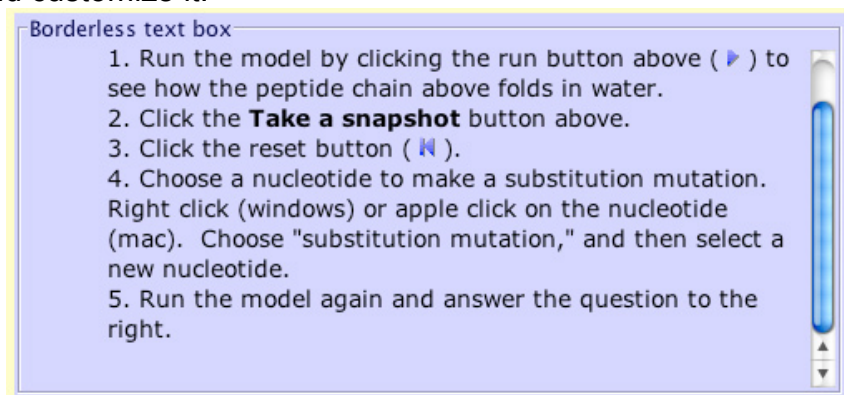 customize it.
Borderless text box
1. Run the model by clicking the run button above ( ) to
see how the peptide chain above folds in water.
2. Click the Take a snapshot button above.
3. Click the reset button ( ).
4. Choose a nucleotide to make a substitution mutation.
Right click (windows) or apple click on the nucleotide
(mac).  Choose "substitution mutation," and then select a
new nucleotide.
5. Run the model again and answer the question to the
right.